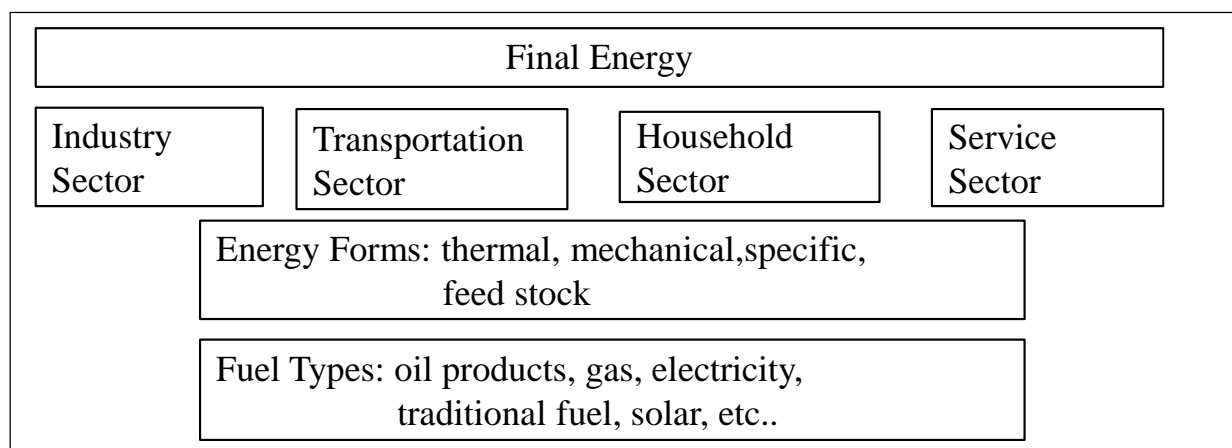 Final Energy
Industry
Sector
Transportation
Sector
Household
Sector
Service
Sector
Energy Forms: thermal, mechanical,specific,
feed stock
Fuel Types: oil products, gas, electricity,
traditional fuel, solar, etc..